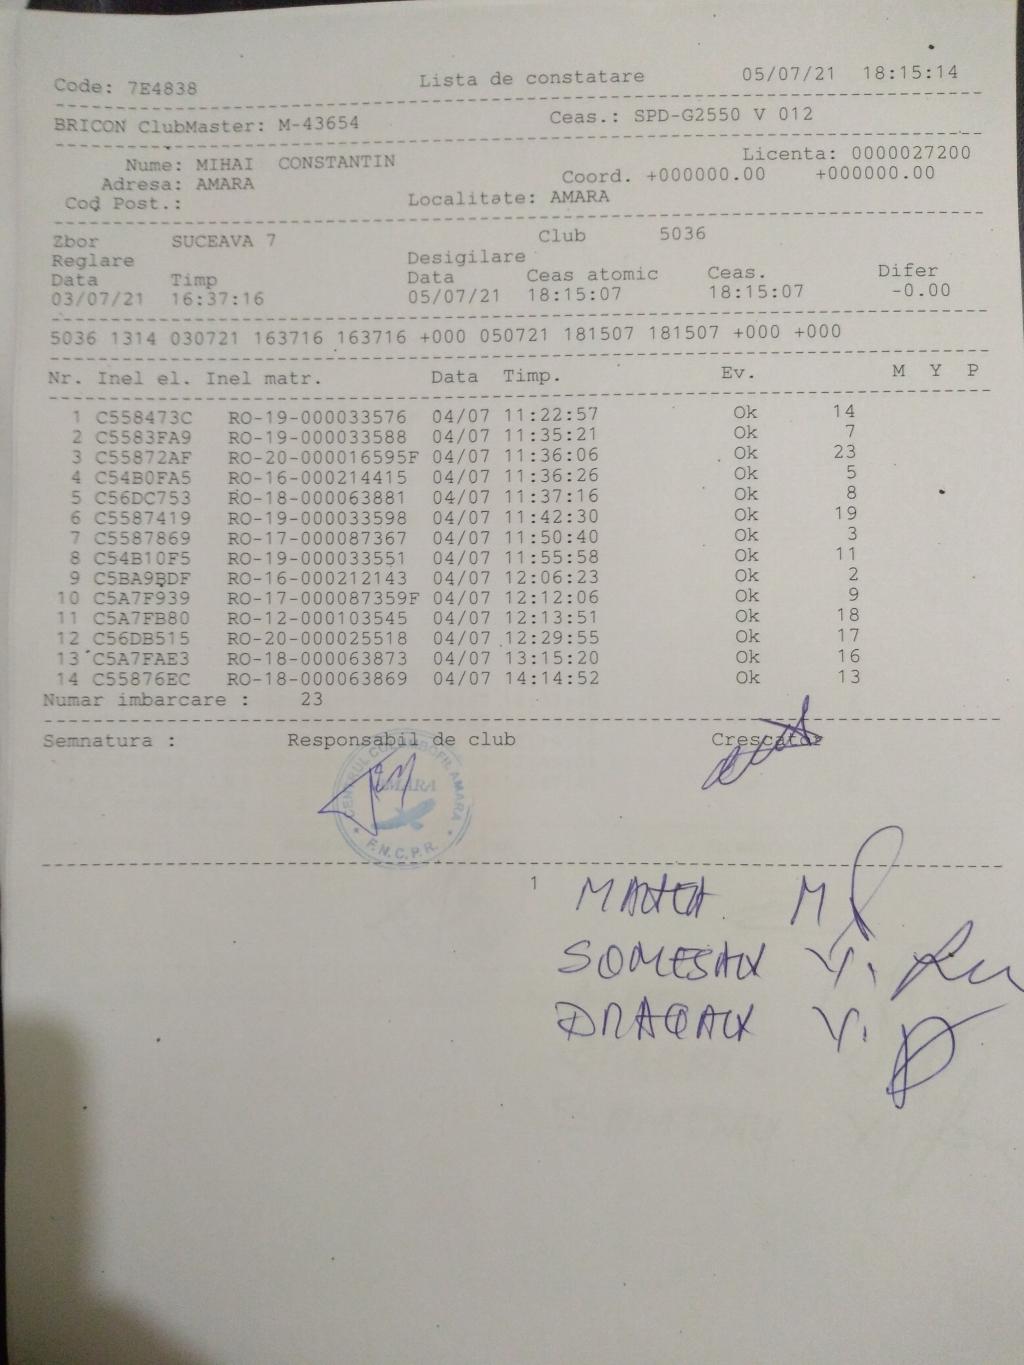 Code: 7E4838 Lista de constatare 05/07/21 18:15:14
BRICON ClubMaster: M-43654 Ceas.: SPD-G2550 V 012
Nume: MIHAI CONSTANTIN Licenta: 0000027200
Adresa: AMARA Coord. +000000.00 +000000.00
Cod Post.: Localitate: AMARA
Zbor SUCEAVA 7 Club 5036
Reglare Desigilare
Data Timp Data Ceas atomic Ceas. Difer
03/07/21 16:37:16 05/07/21 18:15:07 18:15:07 -0.00
5036 1314 030721 163716 163716 +000 050721 181507 181507 +000 +000
Nr. Inel el. Inel matr. Data Timp. Ev. M Y P
1 C558473C RO-19-000033576 04/07 11:22:57 Ok 14
2 C5583FA9 RO-19-000033588 04/07 11:35:21 Ok 7
3 C55872AF RO-20-000016595F 04/07 11:36:06 Ok 23
4 C54B0FA5 RO-16-000214415 04/07 11:36:26 Ok 5
5 C56DC753 RO-18-000063881 04/07 11:37:16 Ok 8
6 C5587419 RO-19-000033598 04/07 11:42:30 Ok 19
7 C5587869 RO-17-000087367 04/07 11:50:40 Ok 3
8 C54B10F5 RO-19-000033551 04/07 11:55:58 Ok 11
9 C5BA9BDF RO-16-000212143 04/07 12:06:23 Ok 2
10 C5A7F939 RO-17-000087359F 04/07 12:12:06 Ok 9
11 C5A7FB80 RO-12-000103545 04/07 12:13:51 Ok 18
12 C56DB515 RO-20-000025518 04/07 12:29:55 Ok 17
13 C5A7FAE3 RO-18-000063873 04/07 13:15:20 Ok 16
14 C55876EC RO-18-000063869 04/07 14:14:52 Ok 13
Numar imbarcare : 23
Semnatura : Responsabil de club Crescator
AMARA
F.N.C.P.R.
1
SOMESAN